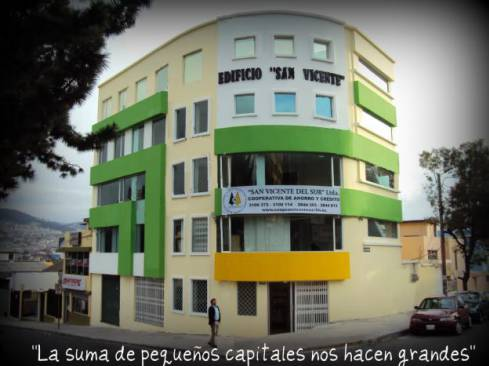 EDIFICIO "SAN VICENTE"
"SAN VICENTE DEL SUR" Ltda.
COOPERATIVA DE AHORRO Y CRÉDITO
"La suma de pequeños capitales nos hacen grandes"